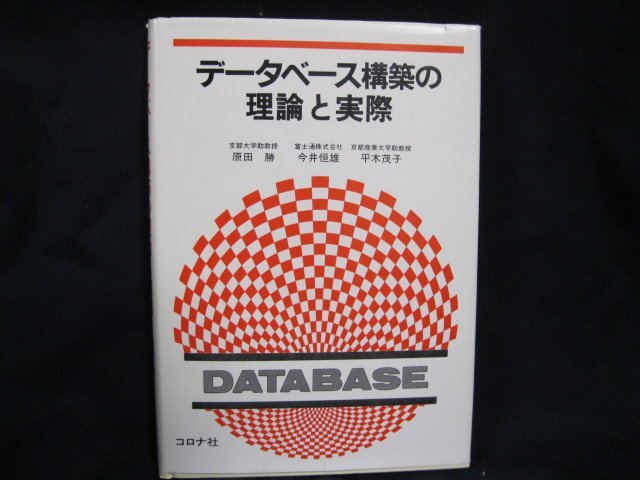 データベース構築の
理論と実際
京都大学助教授 富士通株式会社 京都産業大学助教授
原田 勝 今井恒雄 平木茂子
DATABASE
コロナ社